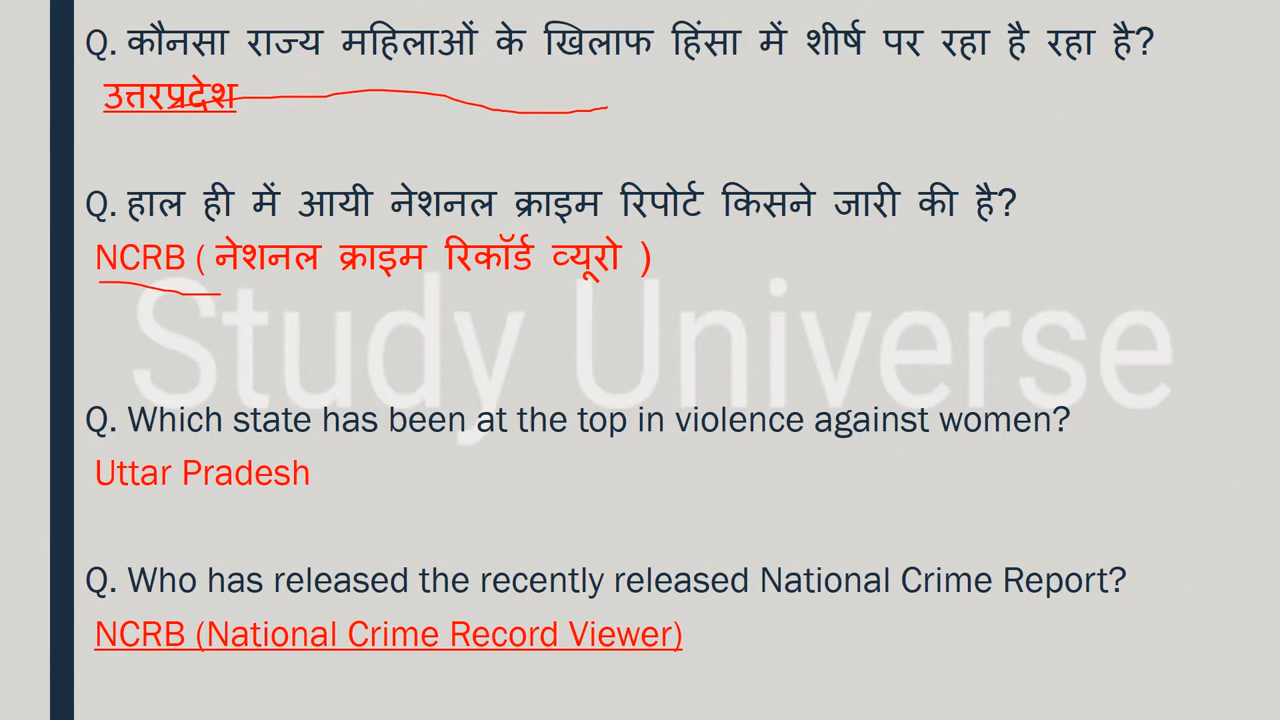 Q. कौनसा राज्य महिलाओं के खिलाफ हिंसा में शीर्ष पर रहा है रहा है?
उत्तरप्रदेश
Q. हाल ही में आयी नेशनल क्राइम रिपोर्ट किसने जारी की है?
NCRB ( नेशनल क्राइम रिकॉर्ड व्यूरो )
Study Universe
Q. Which state has been at the top in violence against women?
Uttar Pradesh
Q. Who has released the recently released National Crime Report?
NCRB (National Crime Record Viewer)